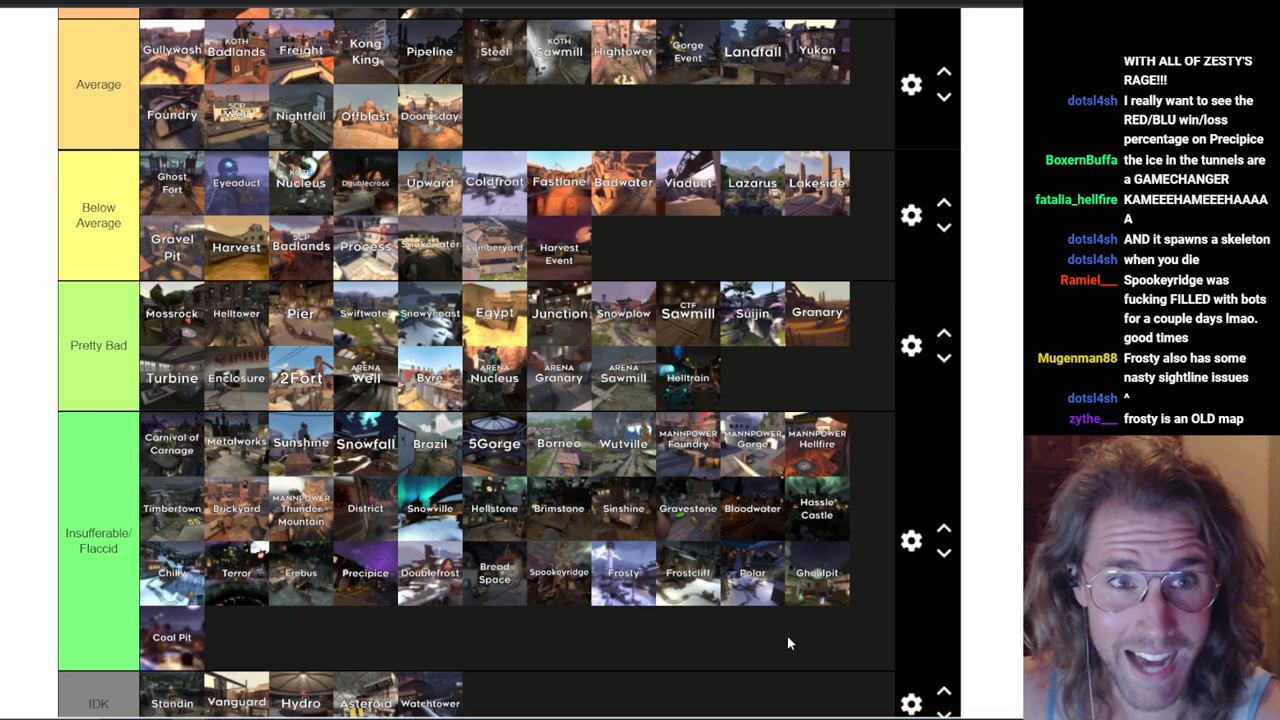 Average
Gullywash
KOTH
Badlands
Freight
Kong
King
Pipeline
Steel
KOTH
Sawmill
Hightower
Gorge
Event
Landfall
Yukon
Foundry
5CP
Well
Nightfall
Offblast
Doomsday
Below
Average
Ghost
Fort
Eyeaduct
KOTH
Nucleus
Doublecross
Upward
Coldfront
Fastlane
Badwater
Viaduct
Lazarus
Lakeside
Gravel
Pit
Harvest
5CP
Badlands
Process
Snakewater
Lumberyard
Harvest
Event
Pretty Bad
Mossrock
Helltower
Pier
Swiftwater
Snowycoast
Egypt
Junction
Snowplow
CTF
Sawmill
Suijin
Granary
Turbine
Enclosure
2Fort
ARENA
Well
Byre
ARENA
Nucleus
ARENA
Granary
ARENA
Sawmill
Helltrain
Insufferable/
Flaccid
Carnival of
Carnage
Metalworks
Sunshine
Snowfall
Brazil
5Gorge
Borneo
Wutville
MANNPOWER
Foundry
MANNPOWER
Gorge
MANNPOWER
Hellfire
Timbertown
Brickyard
MANNPOWER
Thunder
Mountain
District
Snowville
Hellstone
Brimstone
Sinshine
Gravestone
Bloodwater
Hassle
Castle
Chilly
Terror
Erebus
Precipice
Doublefrost
Bread
Space
Spookeyridge
Frosty
Frostcliff
Polar
Ghoulpit
Coal Pit
IDK
Standin
Vanguard
Hydro
Asteroid
Watchtower
WITH ALL OF ZESTY'S
RAGE!!!
dotsl4sh I really want to see the
RED/BLU win/loss
percentage on Precipice
BoxernBuffa the ice in the tunnels are
a GAMECHANGER
fatalia_hellfire KAMEEEHAMEEEHAAAA
A
dotsl4sh AND it spawns a skeleton
dotsl4sh when you die
Ramiel___ Spookeyridge was
fucking FILLED with bots
for a couple days lmao.
good times
Mugenman88 Frosty also has some
nasty sightline issues
dotsl4sh ^
zythe___ frosty is an OLD map